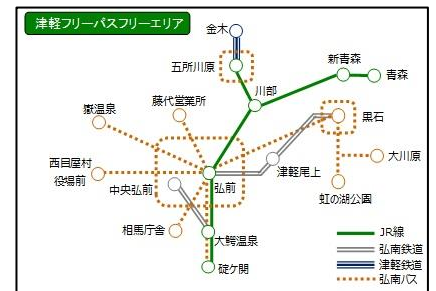 津軽フリーパスフリーエリア
金木
五所川原
川部
新青森
青森
嶽温泉
藤代営業所
黒石
西目屋村
役場前
中央弘前
弘前
津軽尾上
大川原
虹の湖公園
相馬庁舎
大鰐温泉
碇ケ関
JR線
弘南鉄道
津軽鉄道
弘南バス